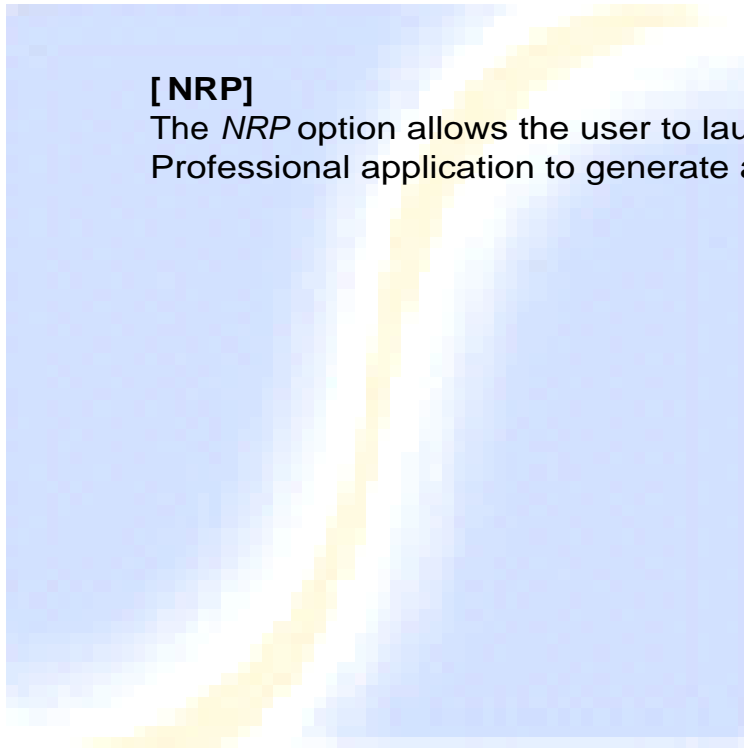 [NRP]
The NRP option allows the user to lau
Professional application to generate a